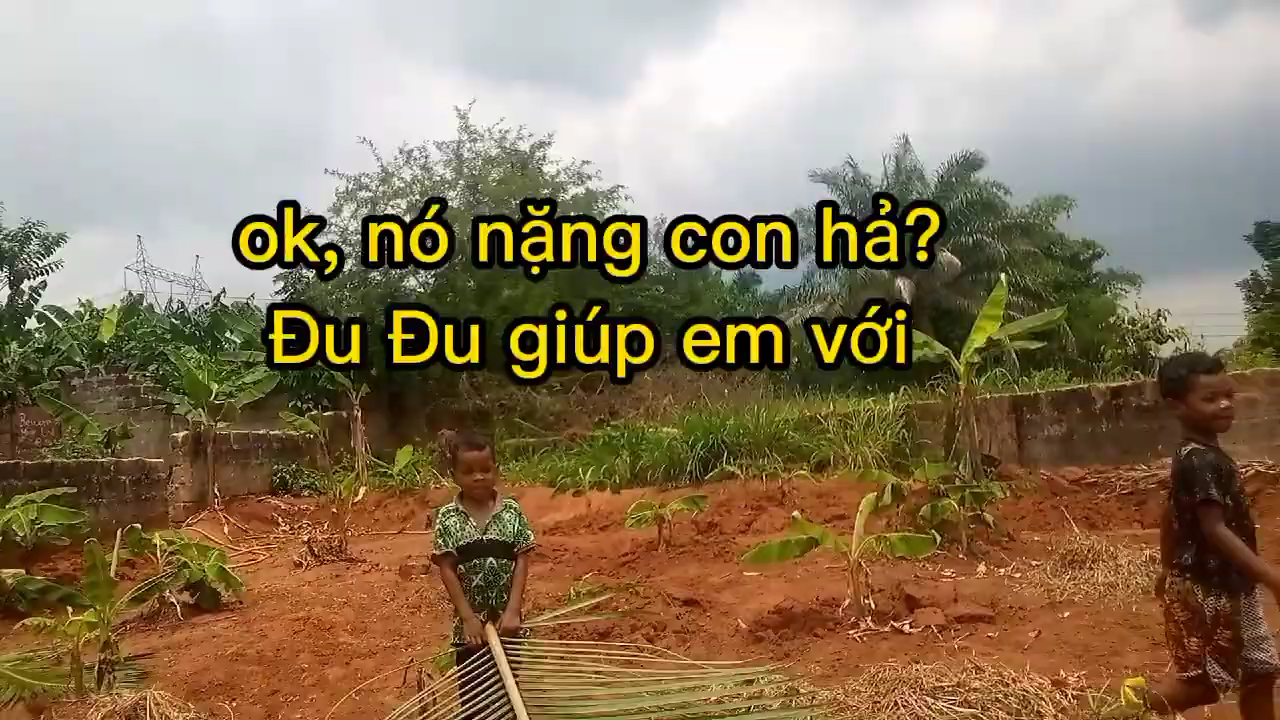 ok, nó nặng con hả?
Đu Đu giúp em với